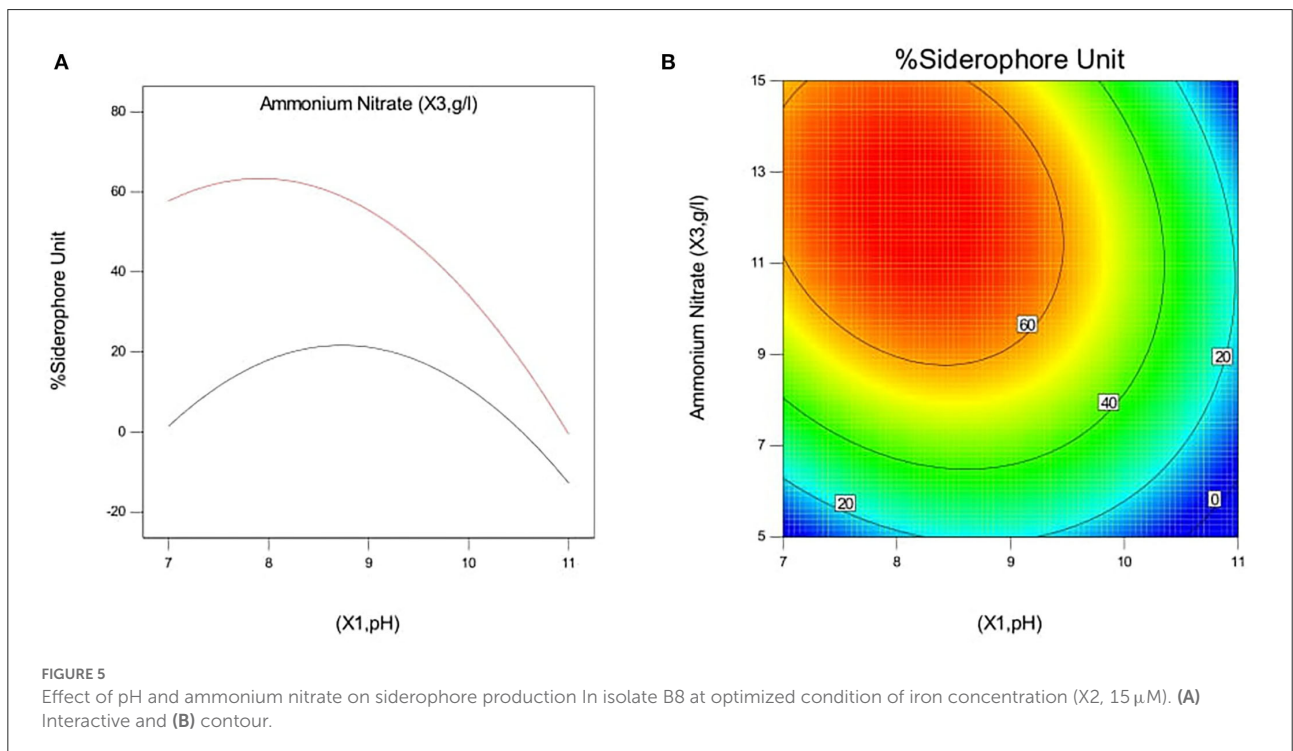 A
Ammonium Nitrate (X3,g/l)
80
60
40
20
0
-20
%Siderophore Unit
7 8 9 10 11
(X1,pH)
B
%Siderophore Unit
15
13
11
9
7
5
Ammonium Nitrate (X3,g/l)
60
40
20
20
0
7 8 9 10 11
(X1,pH)
FIGURE 5
Effect of pH and ammonium nitrate on siderophore production In isolate B8 at optimized condition of iron concentration (X2, 15 μM). (A)
Interactive and (B) contour.